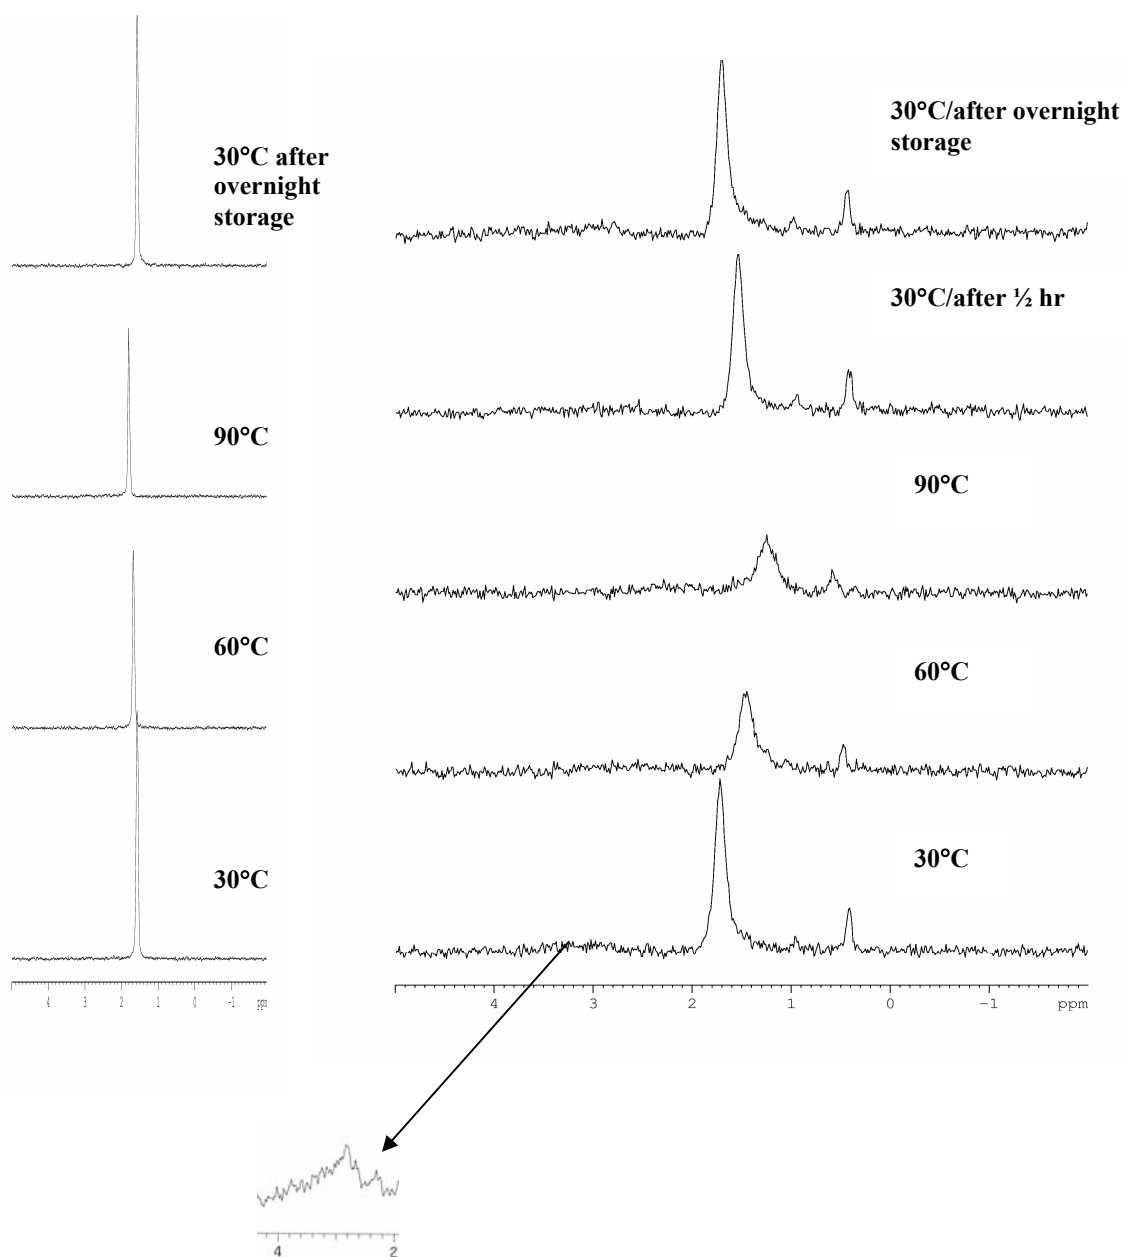 30°C after
overnight
storage
90°C
60°C
30°C
4 3 2 1 0 -1 ppm
30°C/after overnight
storage
30°C/after ½ hr
90°C
60°C
30°C
4 3 2 1 0 -1 ppm
4 2